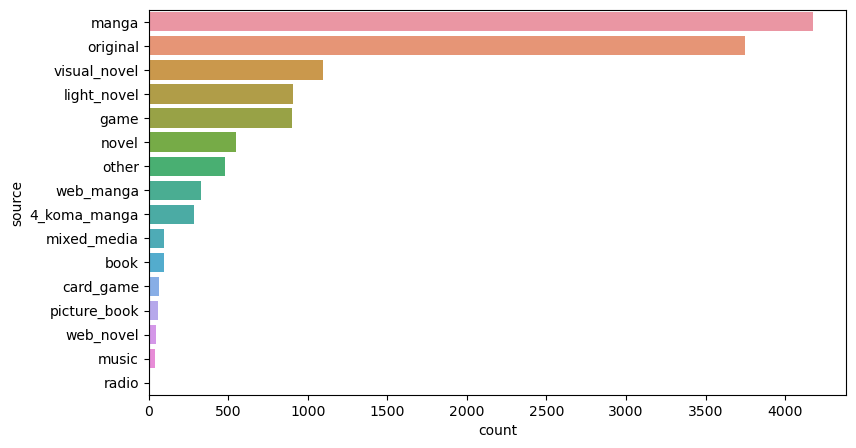 manga
original
visual_novel
light_novel
game
novel
other
web_manga
4_koma_manga
mixed_media
book
card_game
picture_book
web_novel
music
radio
source
0 500 1000 1500 2000 2500 3000 3500 4000
count